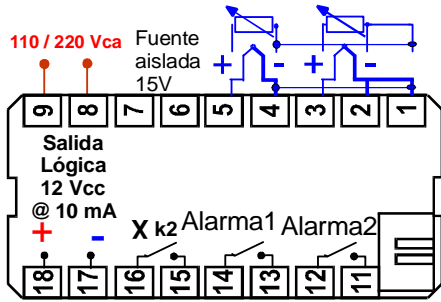 110 / 220 Vca
Fuente
aislada
15V
+ - + -
9 8 7 6 5 4 3 2 1
Salida
Lógica
12 Vcc
@ 10 mA
+ -
X k2 Alarma1 Alarma2
18 17 16 15 14 13 12 11